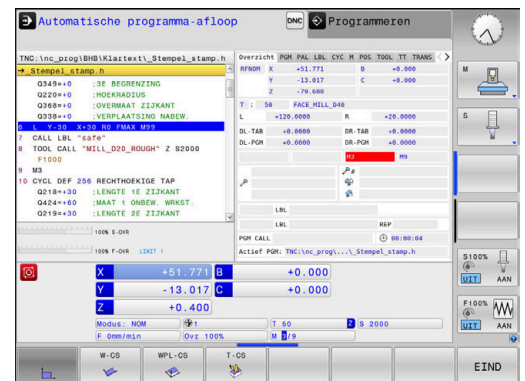 Automatische programma-afloop
DNC
Programmeren
TNC:\nc_prog\BHB\Klartext\_Stempel_stamp.h
→_Stempel_stamp.h
Q349=+0 ;3E BEGRENZING
Q220=+0 ;HOEKRADIUS
Q368=+0 ;OVERMAAT ZIJKANT
Q338=+0 ;VERPLAATSING NABEW.
6 L Y-30 X+30 R0 FMAX M99
7 CALL LBL "safe"
8 TOOL CALL "MILL_D20_ROUGH" Z S2000
F1000
9 M3
10 CYCL DEF 256 RECHTHOEKIGE TAP
Q218=+30 ;LENGTE 1E ZIJKANT
Q424=+60 ;MAAT 1 ONBEW. WRKST.
Q219=+30 ;LENGTE 2E ZIJKANT
100% S-OVR
100% F-OVR LIMIT 1
Overzicht PGM PAL LBL CYC M POS TOOL TT TRANS
RFNOM X +51.771 B +0.000
Y -13.017 C +0.000
Z -79.600
T : 50 FACE_MILL_D40
L +120.0000 R +20.0000
DL-TAB +0.0000 DR-TAB +0.0000
DL-PGM +0.0000 DR-PGM +0.0000
M3 M9
LBL
LBL REP
PGM CALL 00:00:04
Actief PGM: TNC:\nc_prog\...\_Stempel_stamp.h
X +51.771 B +0.000
Y -13.017 C +0.000
Z +0.400
Modus: NOM 1 T 50 Z S 2000
F 0mm/min Ovr 100% M 3/9
M
S
S100%
UIT AAN
F100%
UIT AAN
W-CS
WPL-CS
T-CS
EIND